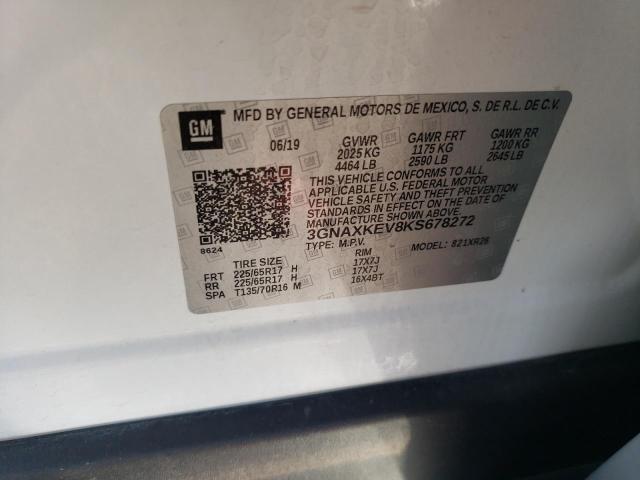 GM
MFD BY GENERAL MOTORS DE MEXICO, S. DE R.L. DE C.V.
06/19 GVWR GAWR FRT GAWR RR
2025 KG 1175 KG 1200 KG
4464 LB 2590 LB 2645 LB
THIS VEHICLE CONFORMS TO ALL
APPLICABLE U.S. FEDERAL MOTOR
VEHICLE SAFETY AND THEFT PREVENTION
STANDARDS IN EFFECT ON THE DATE OF
MANUFACTURE SHOWN ABOVE.
3GNAXKEV8KS678272
TYPE: M.P.V. MODEL: 821XR26
8624
TIRE SIZE RIM
FRT 225/65R17 H 17X7J
RR 225/65R17 H 17X7J
SPA T135/70R16 M 16X4BT